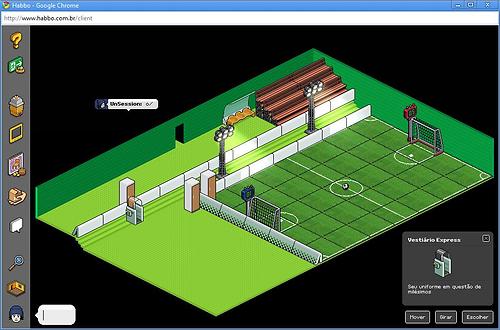 Habbo - Google Chrome
http://www.habbo.com.br/client
UnSession: o/
Vestiário Express
Seu uniforme em questão de
milésimos
Mover Girar Escolher